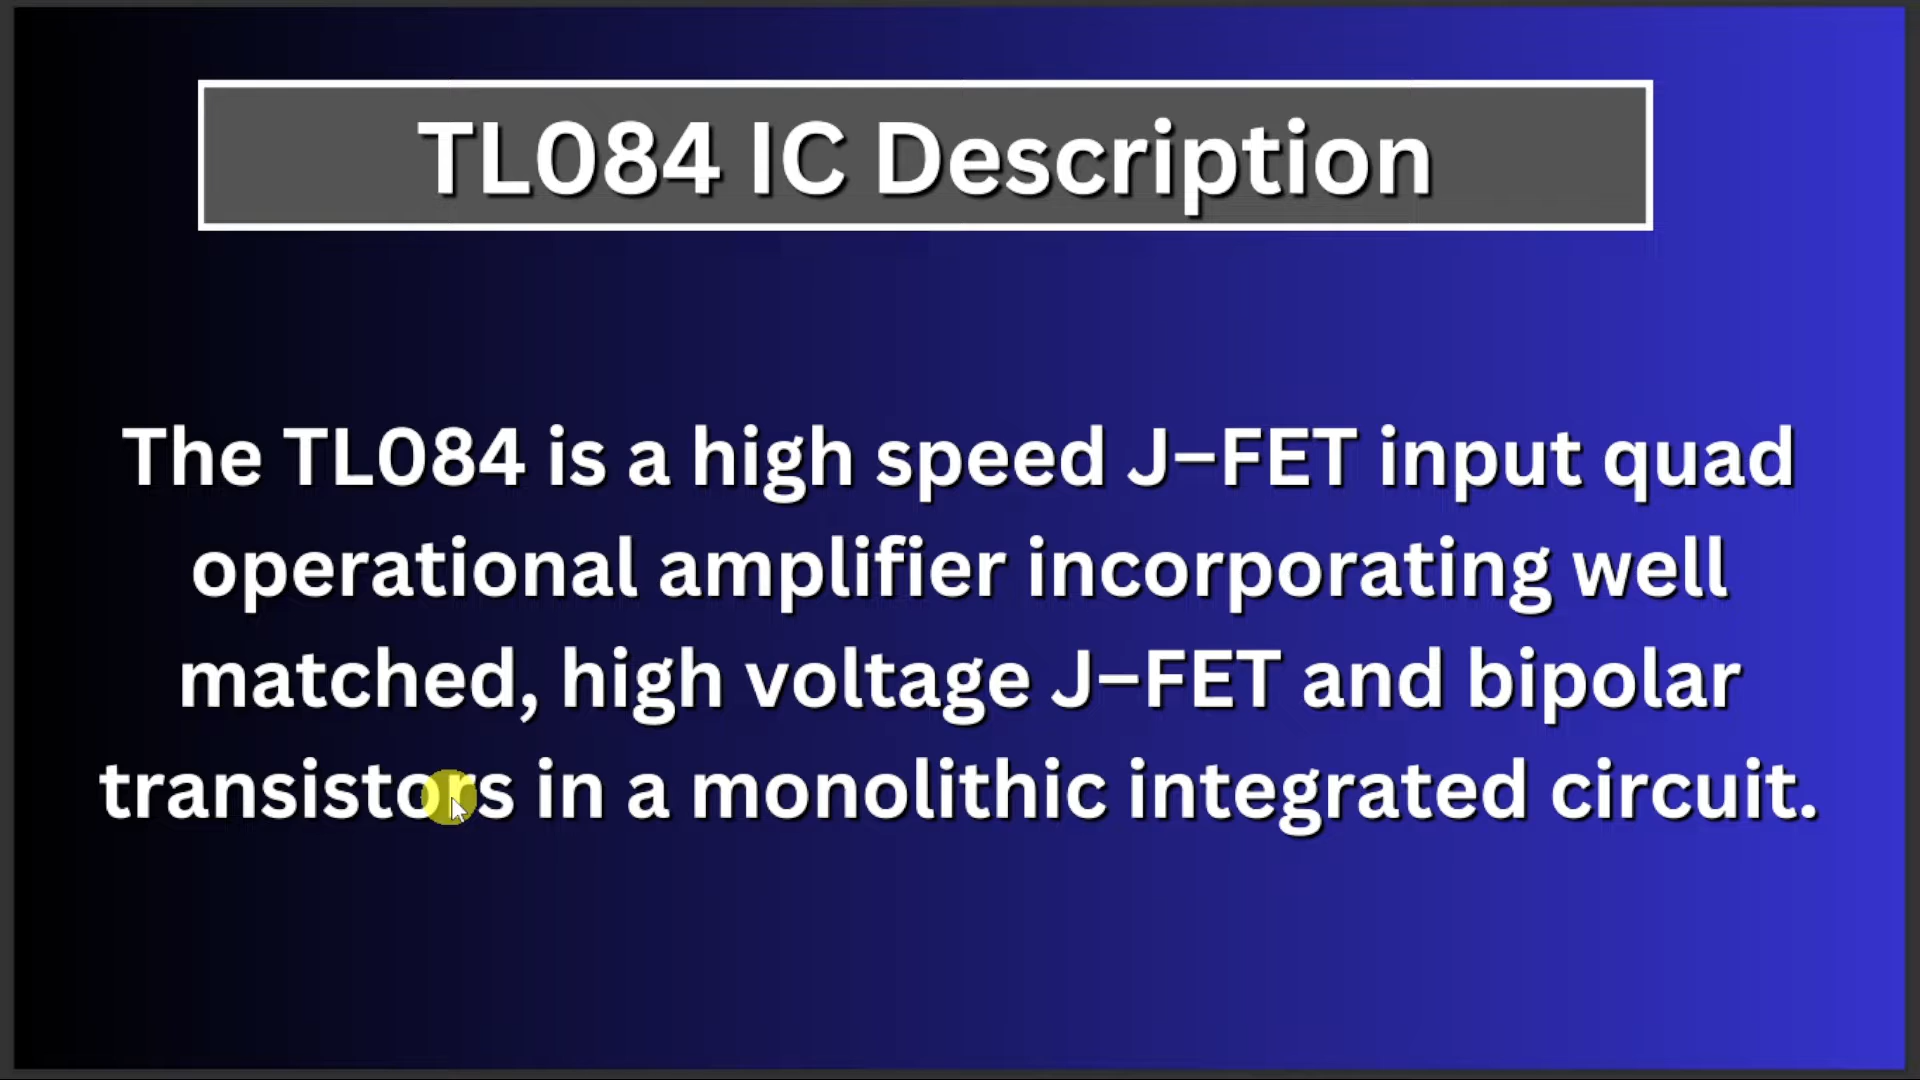 TL084 IC Description
The TL084 is a high speed J–FET input quad
operational amplifier incorporating well
matched, high voltage J–FET and bipolar
transistors in a monolithic integrated circuit.